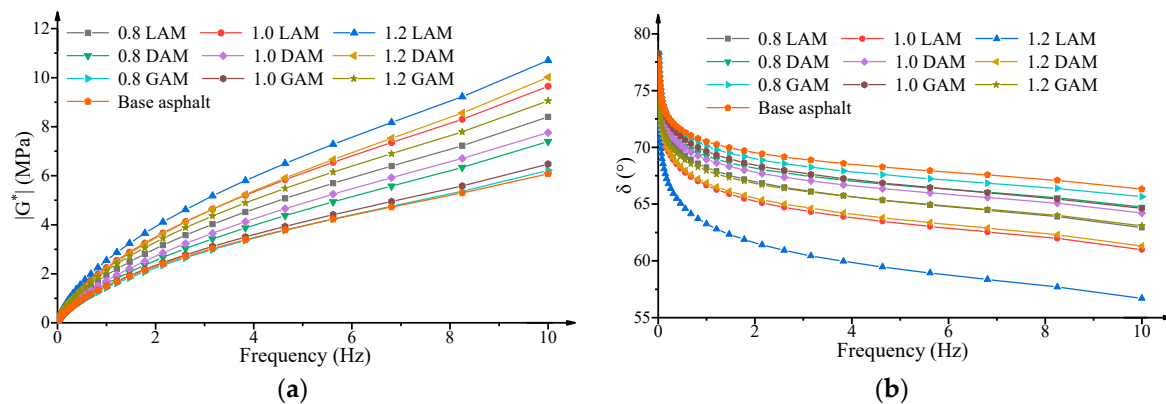 12
10
8
6
4
2
0
|G*| (MPa)
0.8 LAM 1.0 LAM 1.2 LAM
0.8 DAM 1.0 DAM 1.2 DAM
0.8 GAM 1.0 GAM 1.2 GAM
Base asphalt
0 2 4 6 8 10
Frequency (Hz)
(a)
80
75
70
65
60
55
δ (°)
0.8 LAM 1.0 LAM 1.2 LAM
0.8 DAM 1.0 DAM 1.2 DAM
0.8 GAM 1.0 GAM 1.2 GAM
Base asphalt
0 2 4 6 8 10
Frequency (Hz)
(b)